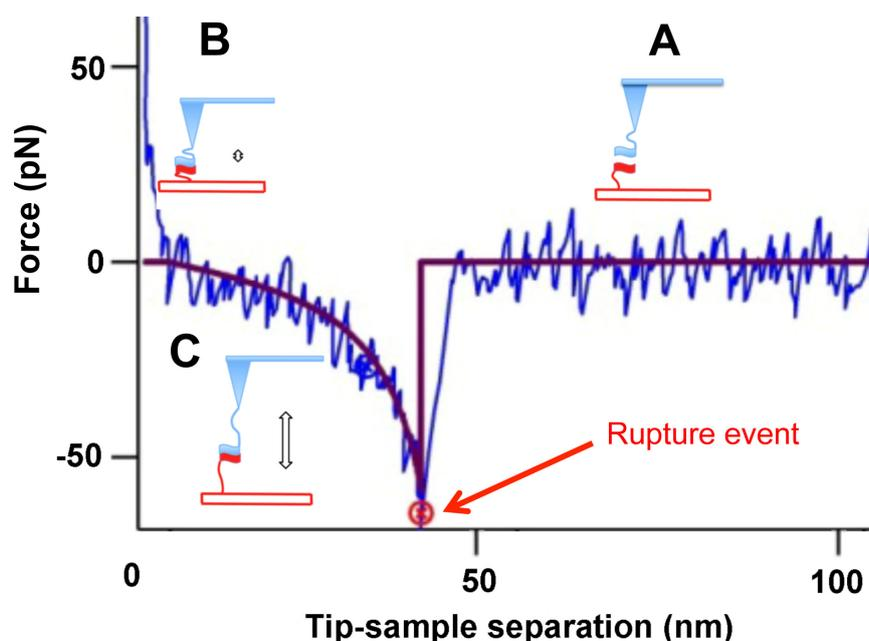 B
A
50
Force (pN)
0
C
Rupture event
-50
0
50
100
Tip-sample separation (nm)